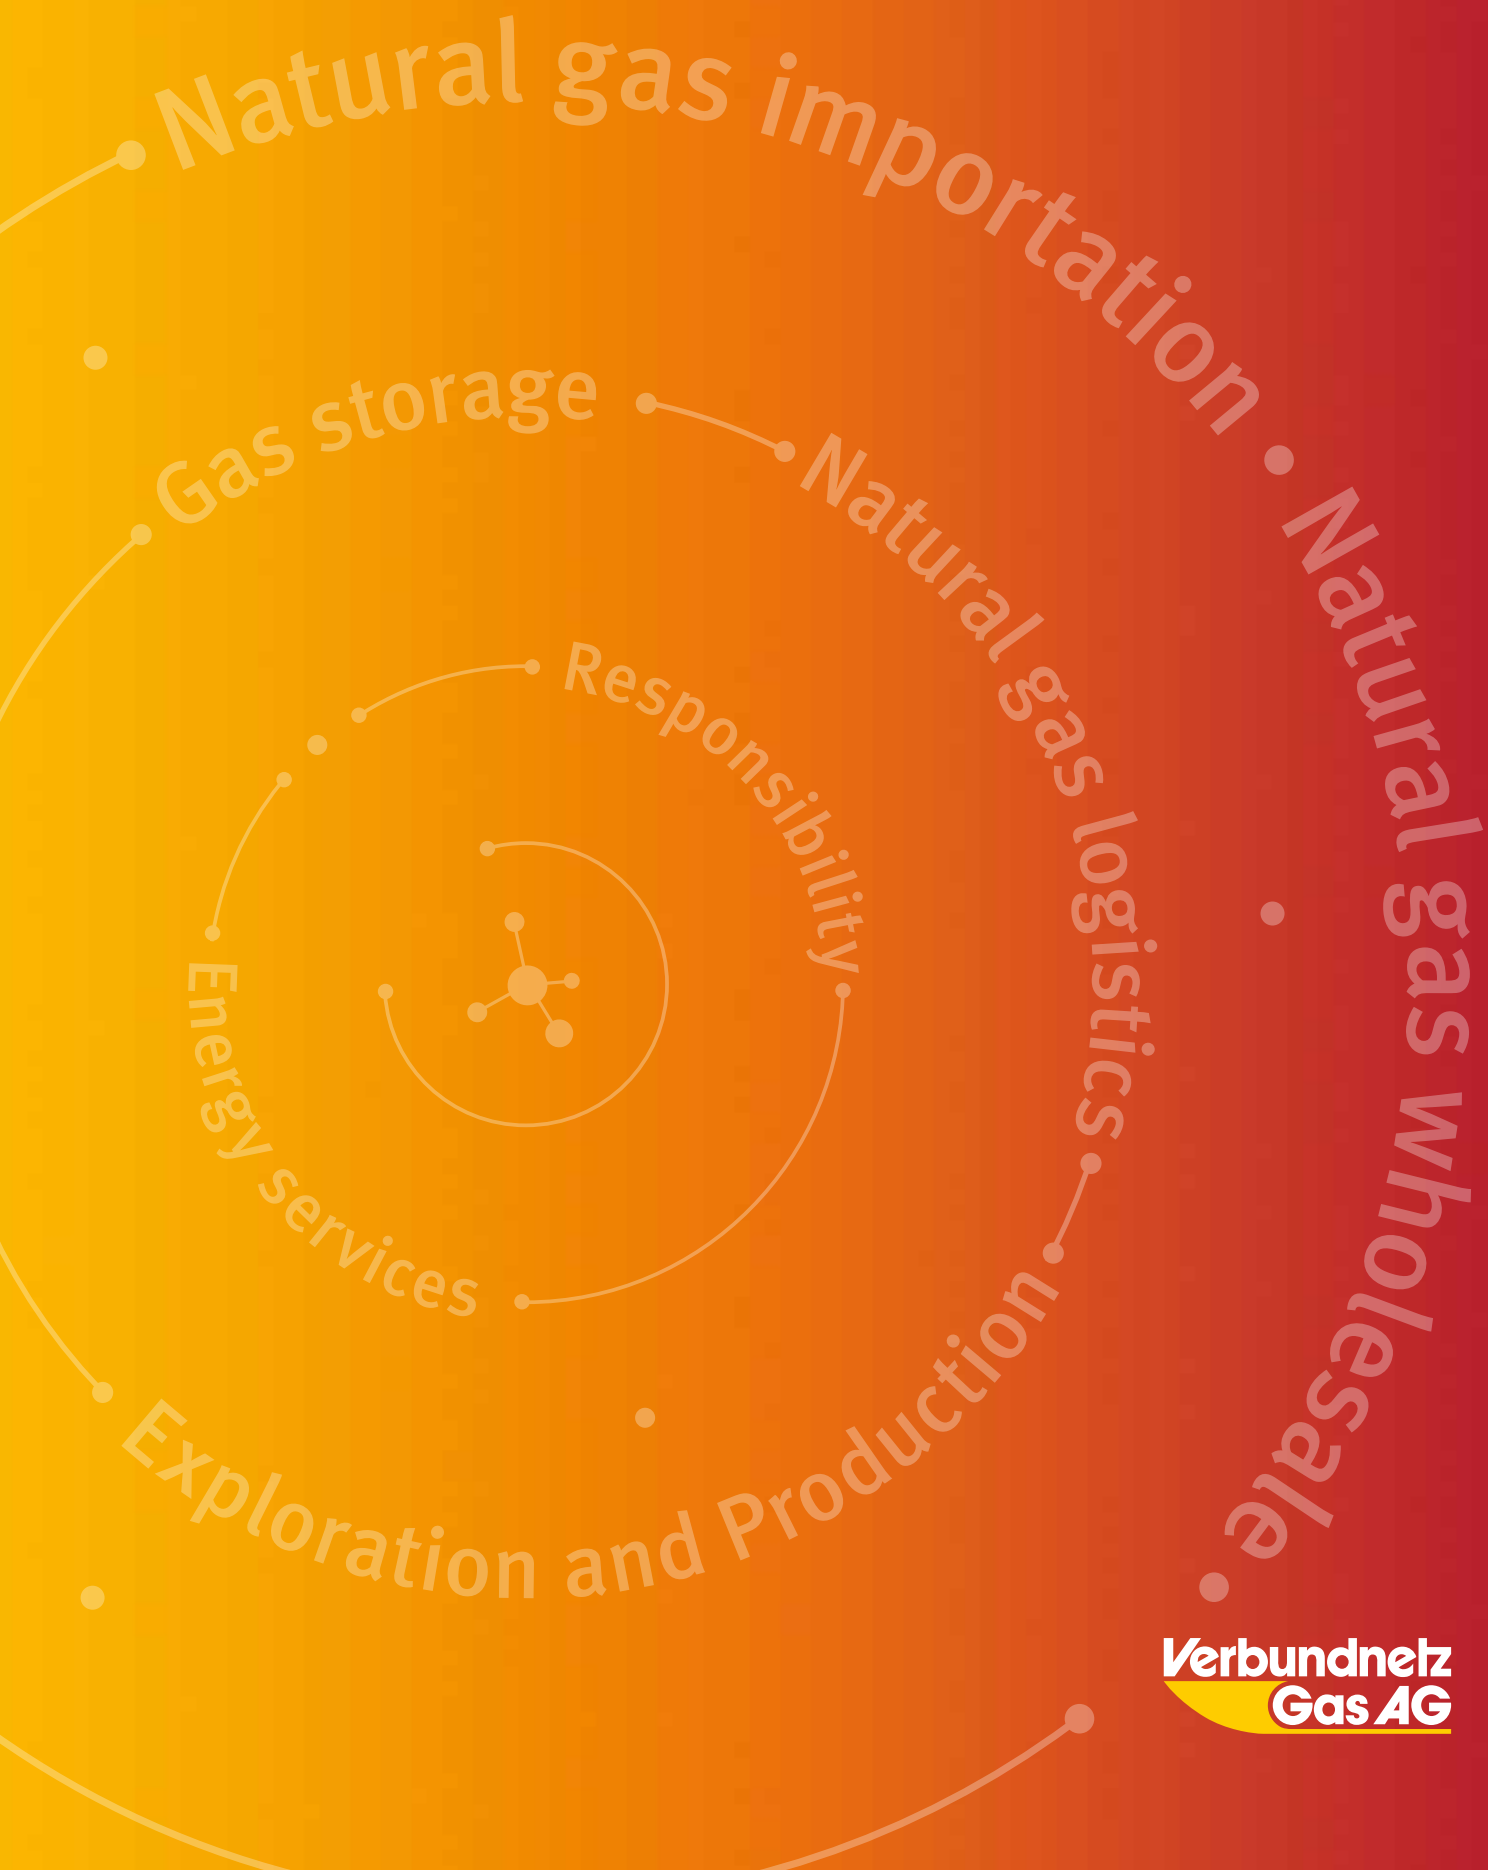 Natural gas importation • Natural gas wholesale •
Gas storage
Natural gas logistics
Responsibility
Energy services
Exploration and Production
Verbundnetz
Gas AG